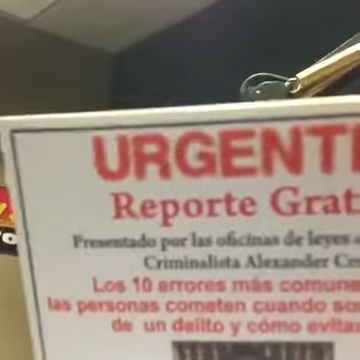 URGENT
Reporte Grat
Presentado por las oficinas de leyes
Criminalista Alexander
Los 10 errores más comune
las personas cometen cuando so
de un delito y cómo evita